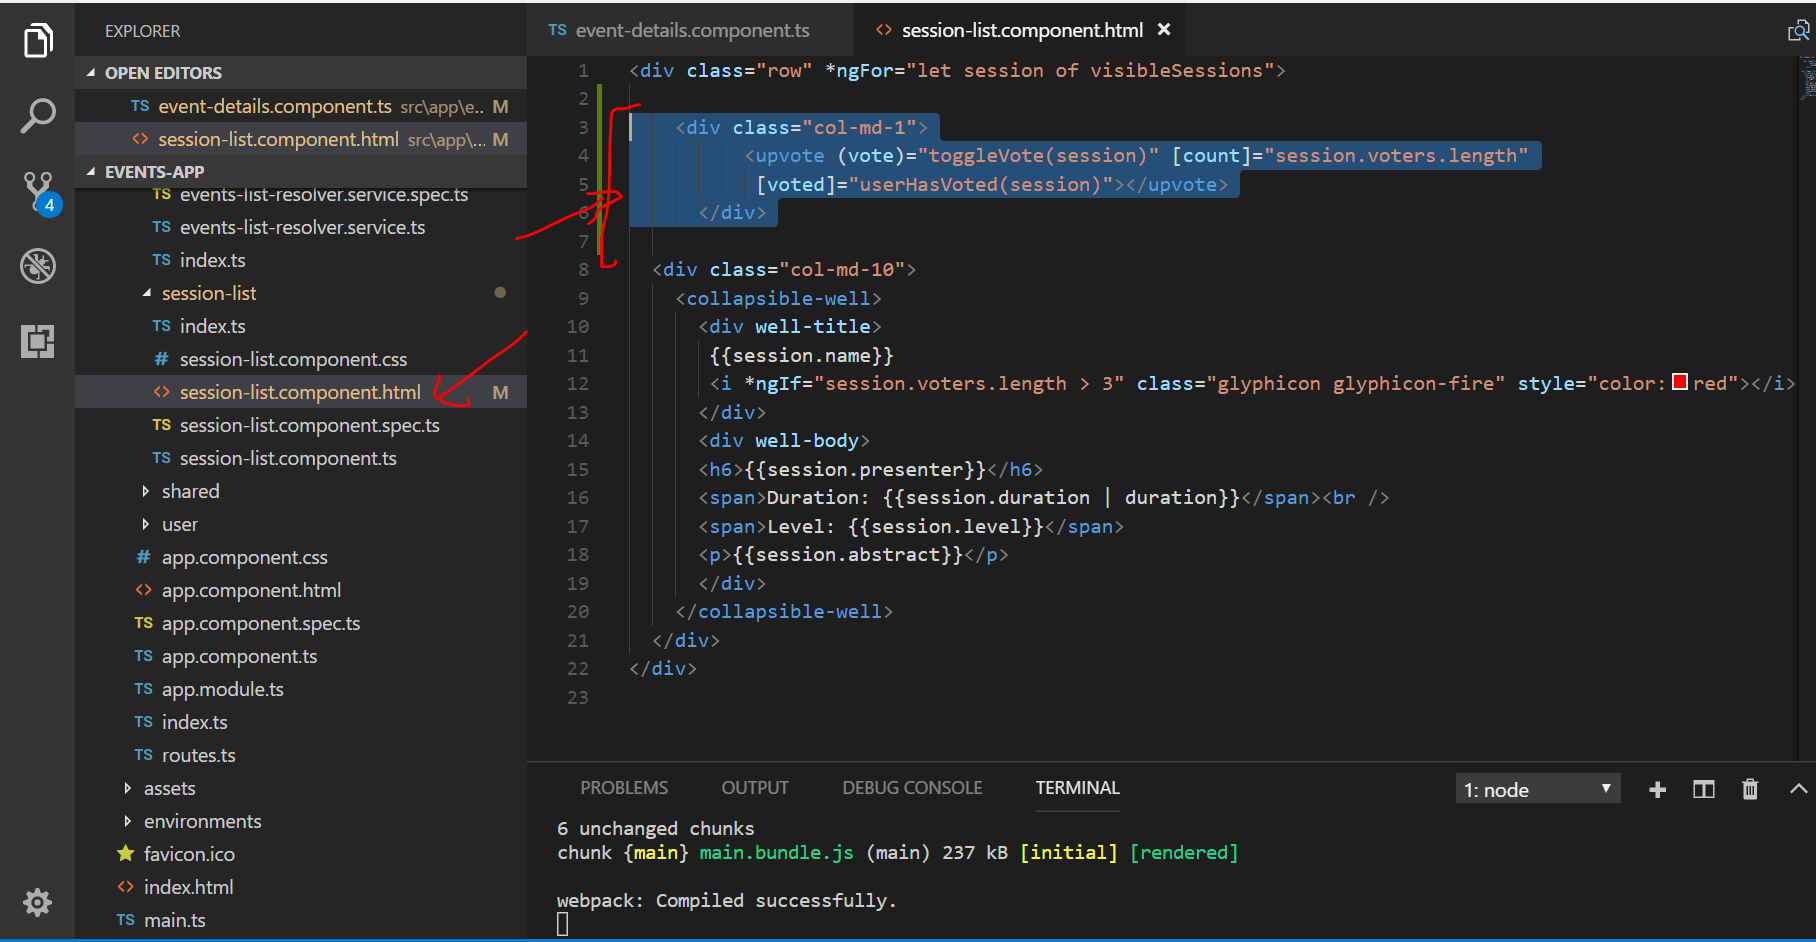 EXPLORER
OPEN EDITORS
TS event-details.component.ts src\app\e.. M
<> session-list.component.html src\app\... M
EVENTS-APP
TS events-list-resolver.service.spec.ts
TS events-list-resolver.service.ts
TS index.ts
session-list
TS index.ts
# session-list.component.css
<> session-list.component.html M
TS session-list.component.spec.ts
TS session-list.component.ts
shared
user
# app.component.css
<> app.component.html
TS app.component.spec.ts
TS app.component.ts
TS app.module.ts
TS index.ts
TS routes.ts
assets
environments
favicon.ico
<> index.html
TS main.ts
4
TS event-details.component.ts <> session-list.component.html ×
1 <div class="row" *ngFor="let session of visibleSessions">
2
3 <div class="col-md-1">
4 <upvote (vote)="toggleVote(session)" [count]="session.voters.length"
5 [voted]="userHasVoted(session)"></upvote>
6 </div>
7
8 <div class="col-md-10">
9 <collapsible-well>
10 <div well-title>
11 {{session.name}}
12 <i *ngIf="session.voters.length > 3" class="glyphicon glyphicon-fire" style="color:red"></i>
13 </div>
14 <div well-body>
15 <h6>{{session.presenter}}</h6>
16 <span>Duration: {{session.duration | duration}}</span><br />
17 <span>Level: {{session.level}}</span>
18 <p>{{session.abstract}}</p>
19 </div>
20 </collapsible-well>
21 </div>
22 </div>
23
PROBLEMS OUTPUT DEBUG CONSOLE TERMINAL 1: node
6 unchanged chunks
chunk {main} main.bundle.js (main) 237 kB [initial] [rendered]
webpack: Compiled successfully.